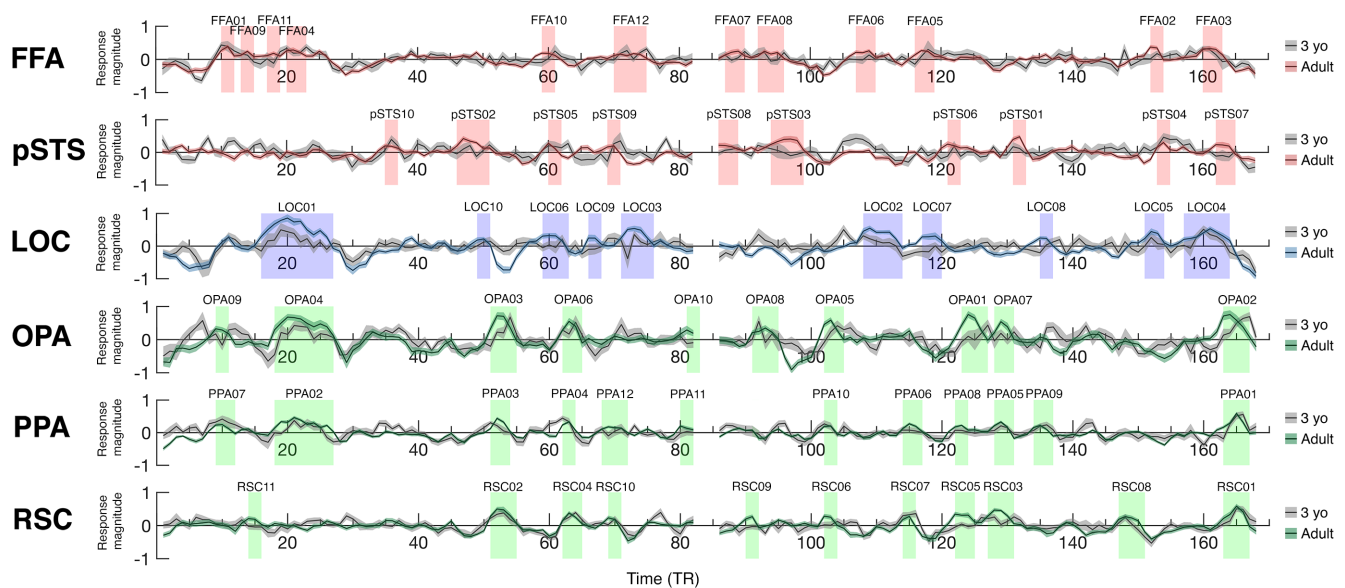 FFA01 FFA11 FFA10 FFA12 FFA07 FFA08 FFA06 FFA05 FFA02 FFA03
FFA09 FFA04
FFA
Response magnitude
1
0
-1
20 40 60 80 100 120 140 160
3 yo
Adult
pSTS10 pSTS02 pSTS05 pSTS09 pSTS08 pSTS03 pSTS06 pSTS01 pSTS04 pSTS07
pSTS
Response magnitude
1
0
-1
20 40 60 80 100 120 140 160
3 yo
Adult
LOC01 LOC10 LOC06 LOC09 LOC03 LOC02 LOC07 LOC08 LOC05 LOC04
LOC
Response magnitude
1
0
-1
20 40 60 80 100 120 140 160
3 yo
Adult
OPA09 OPA04 OPA03 OPA06 OPA10 OPA08 OPA05 OPA01 OPA07 OPA02
OPA
Response magnitude
1
0
-1
20 40 60 80 100 120 140 160
3 yo
Adult
PPA07 PPA02 PPA03 PPA04 PPA12 PPA11 PPA10 PPA06 PPA08 PPA05 PPA09 PPA01
PPA
Response magnitude
1
0
-1
20 40 60 80 100 120 140 160
3 yo
Adult
RSC11 RSC02 RSC04 RSC10 RSC09 RSC06 RSC07 RSC05 RSC03 RSC08 RSC01
RSC
Response magnitude
1
0
-1
20 40 60 80 100 120 140 160
3 yo
Adult
Time (TR)